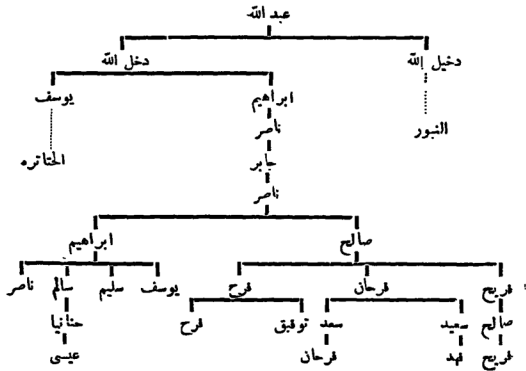 عبد الله
دخيل الله دخل الله
ابراهيم يوسف
ناصر
النبور
جابر
الحتاتره
ناصر
صالح ابراهيم
فريح فرحان فرح يوسف سليم سالم ناصر
صالح سعيد سعد توفيق فرح حنانيا
فريح فهد فرحان عيسى